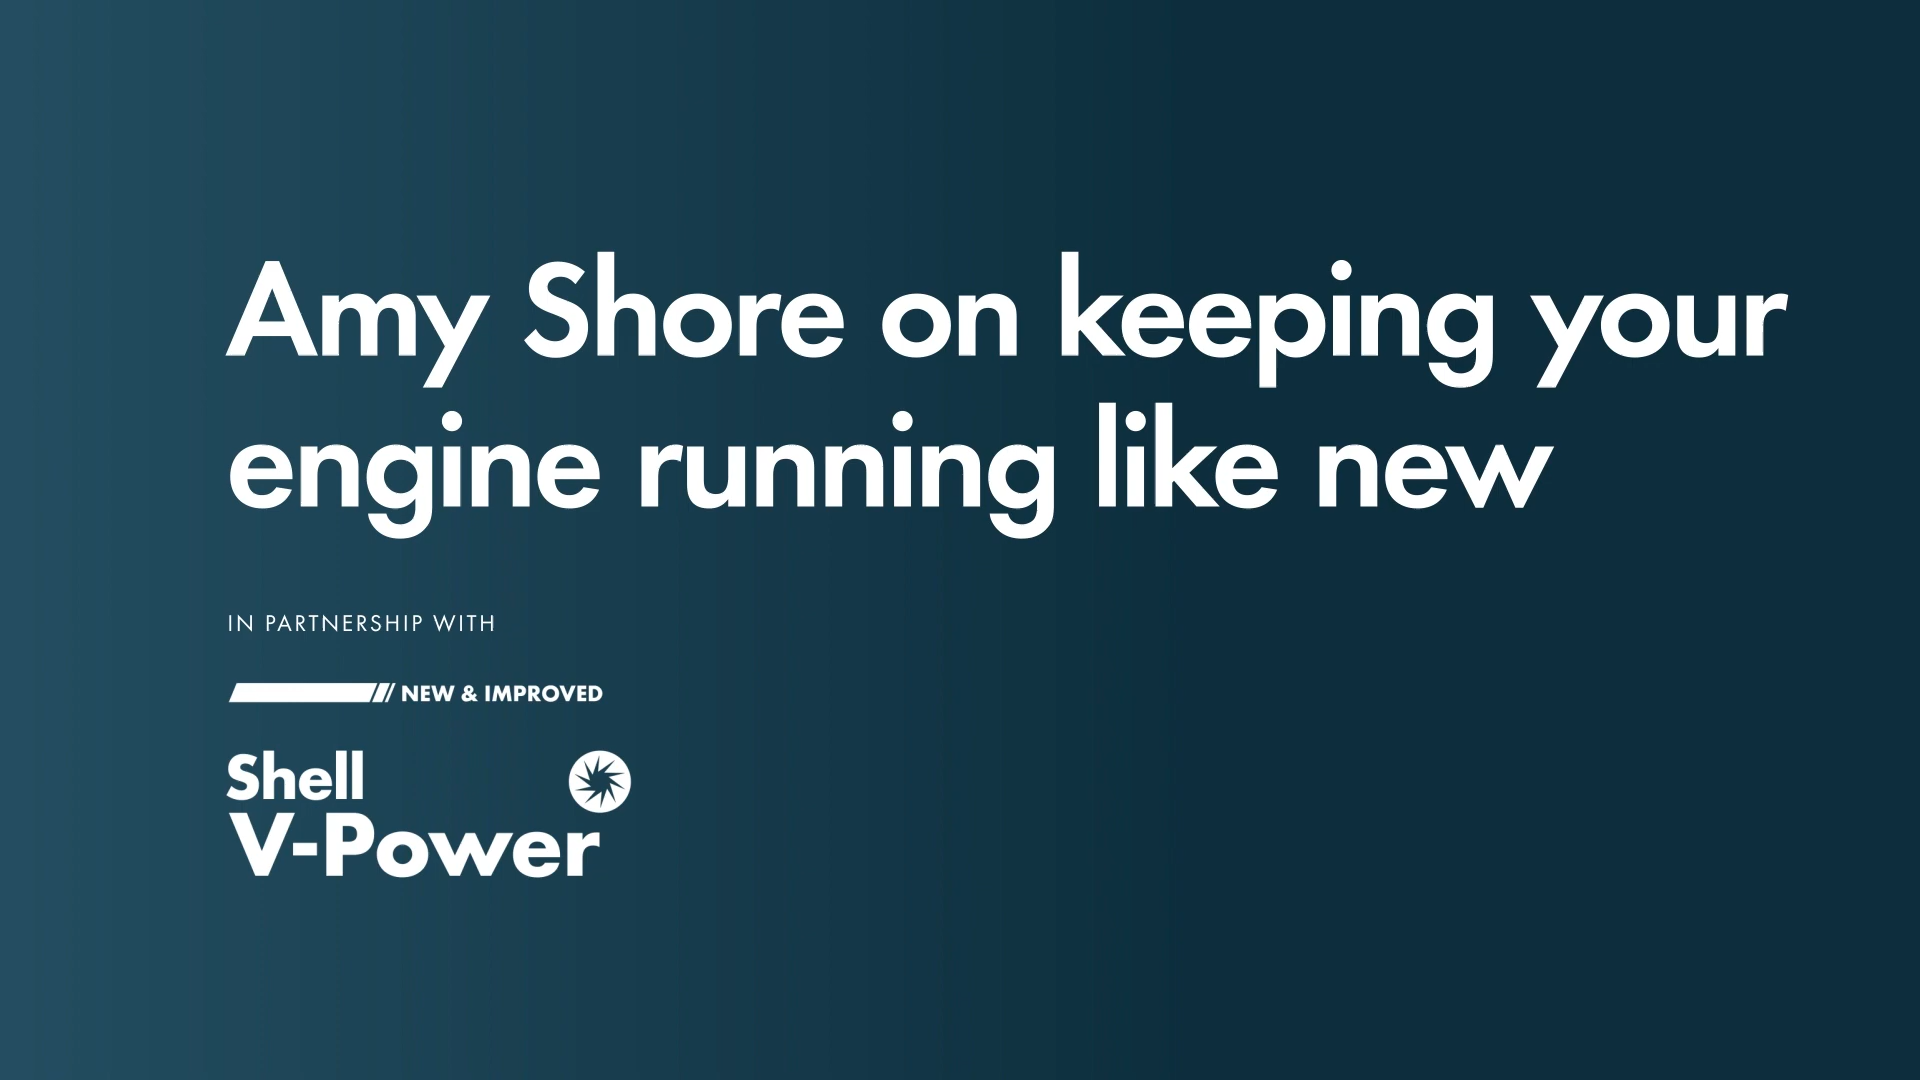 Amy Shore on keeping your
engine running like new
IN PARTNERSHIP WITH
NEW & IMPROVED
Shell
V-Power